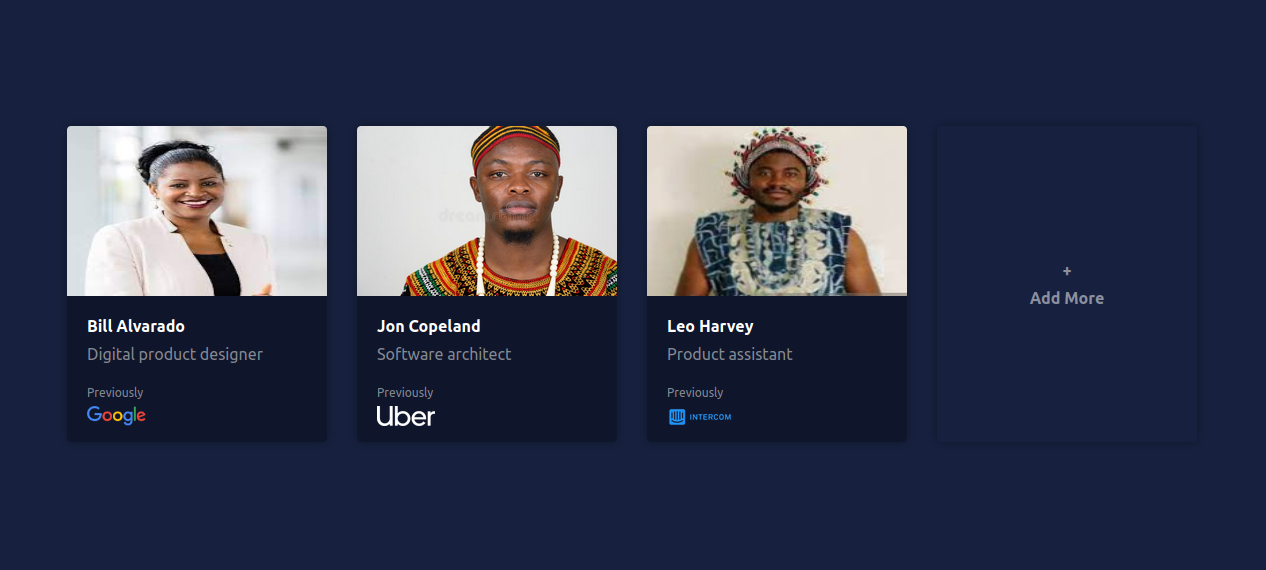 Bill Alvarado
Digital product designer
Previously
Google
Jon Copeland
Software architect
Previously
Uber
Leo Harvey
Product assistant
Previously
INTERCOM
+
Add More